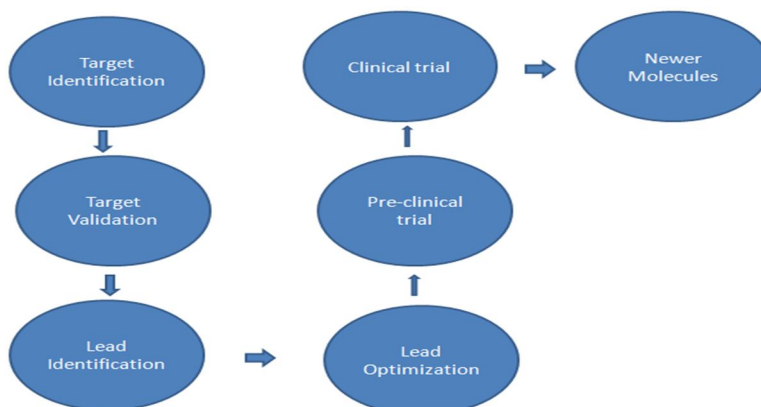 Target
Identification
Target
Validation
Lead
Identification
Lead
Optimization
Pre-clinical
trial
Clinical trial
Newer
Molecules